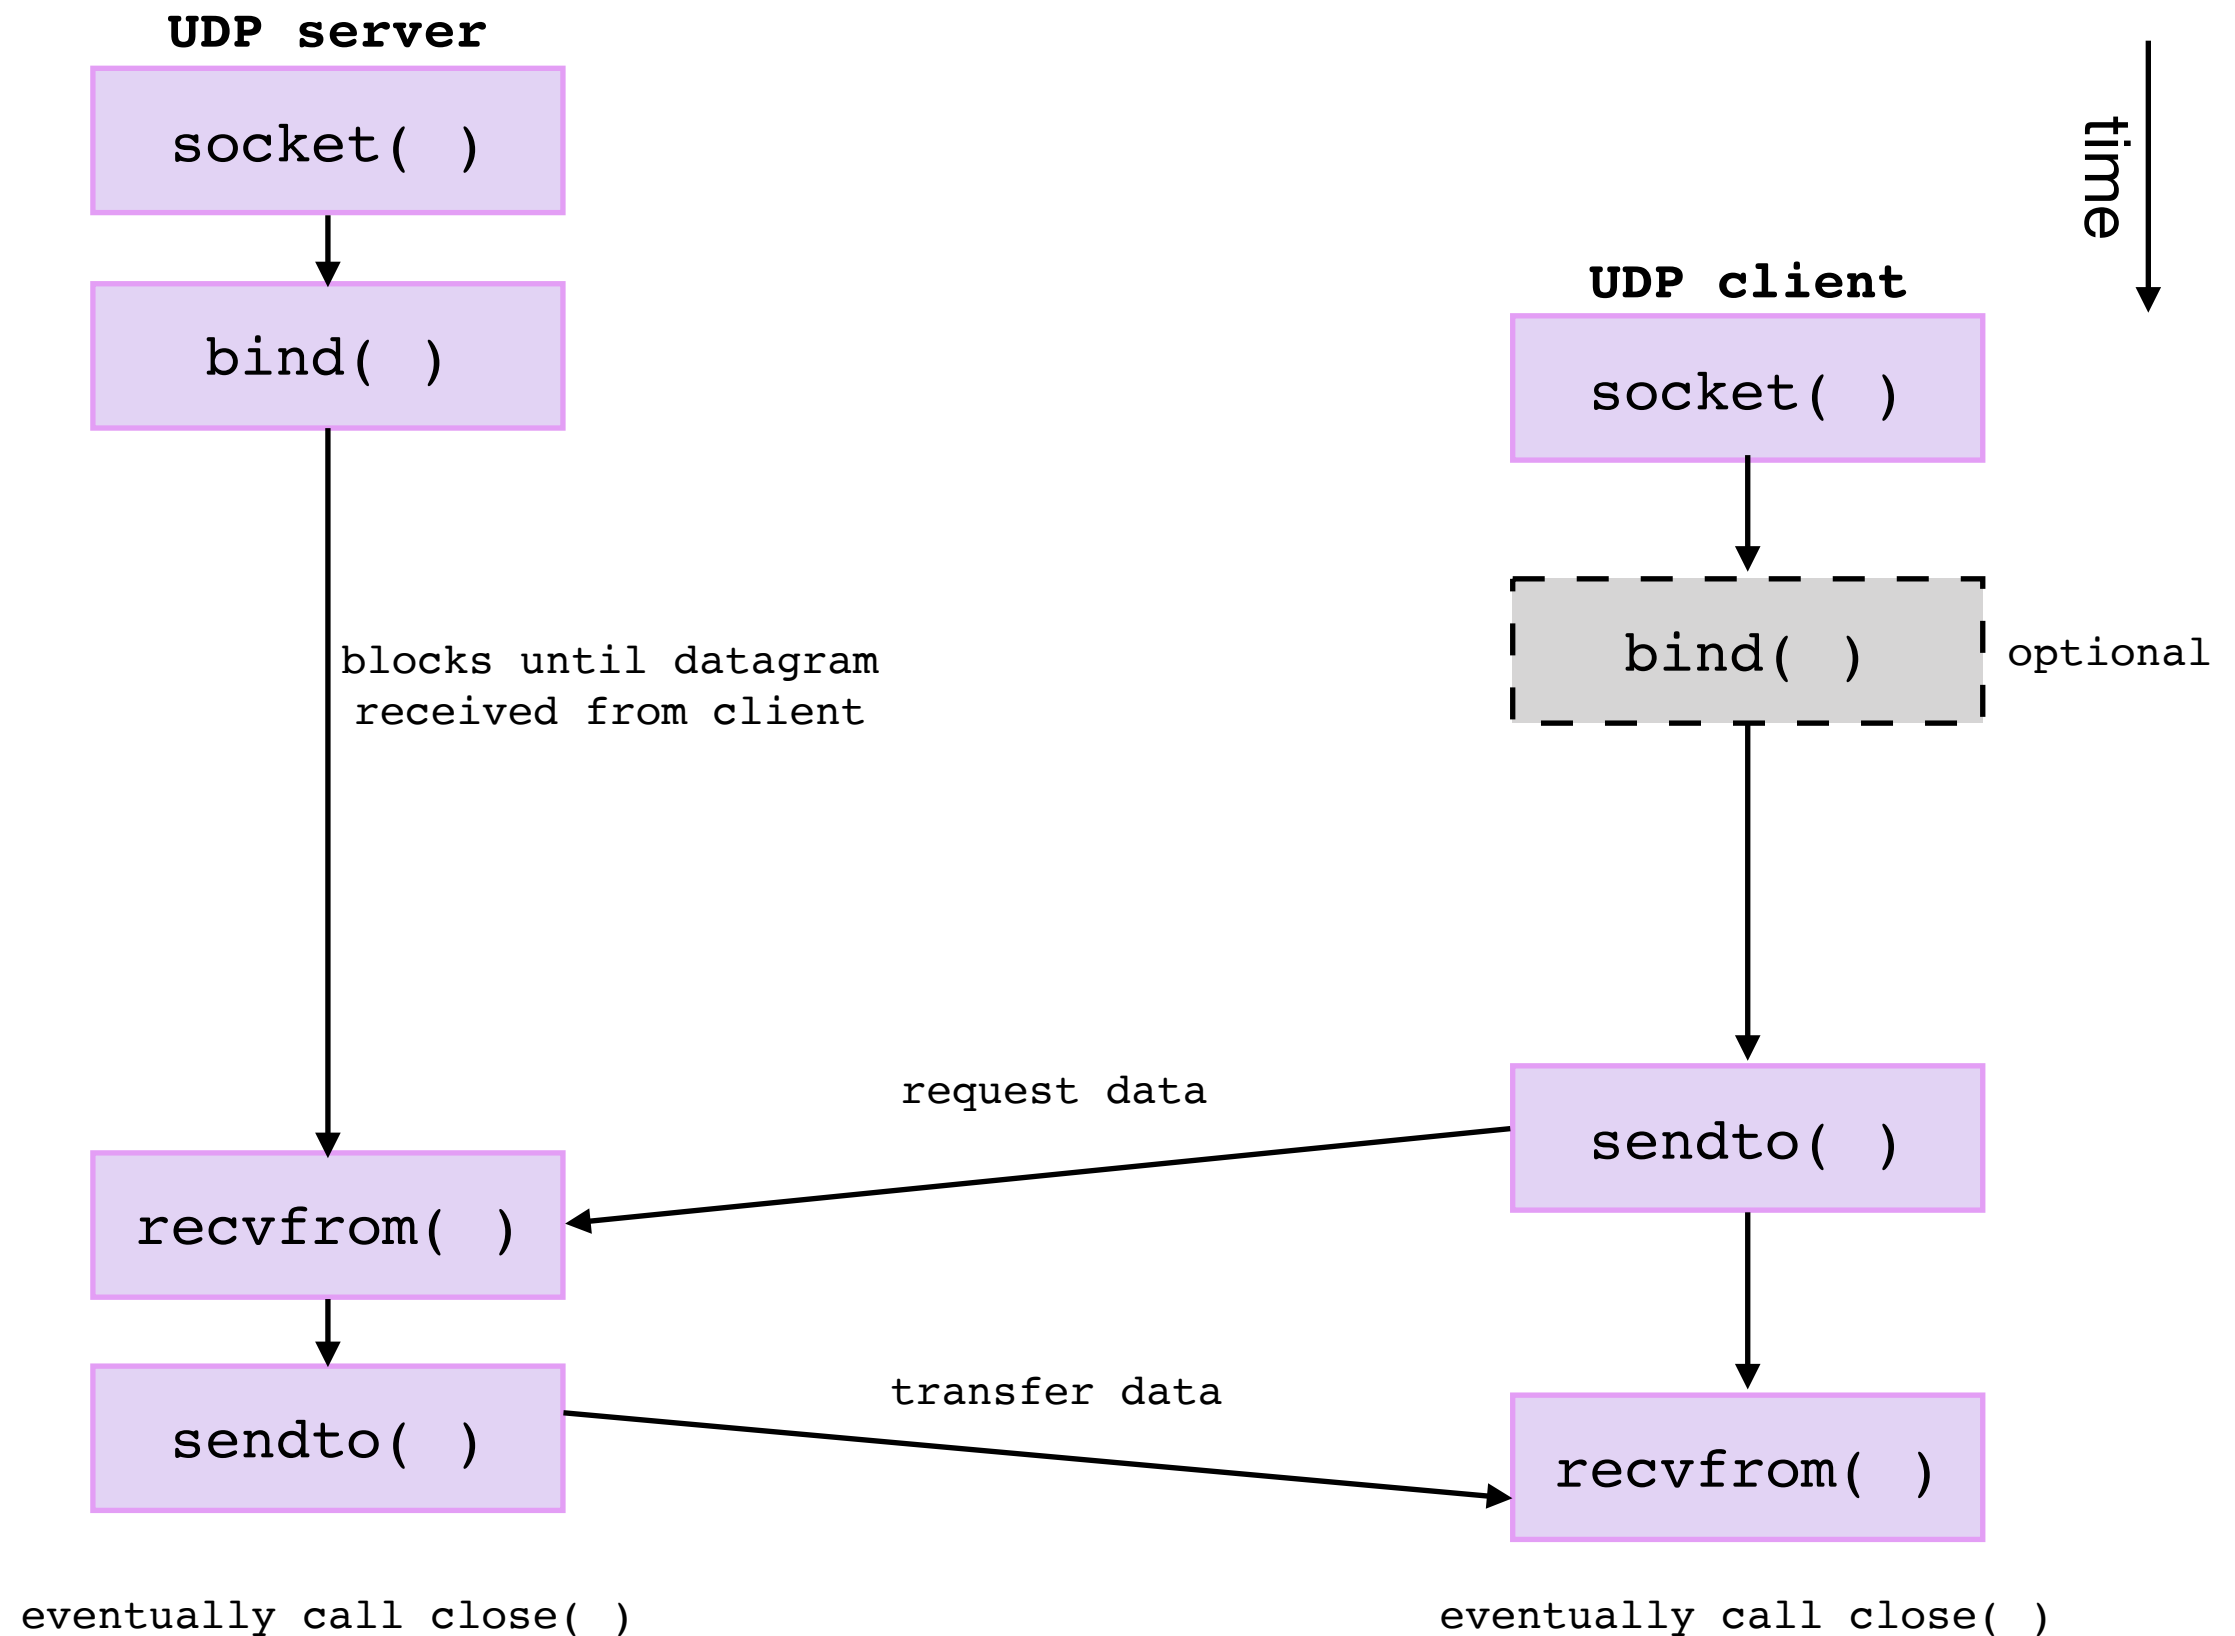 UDP server
socket( )
bind( )
blocks until datagram
received from client
recvfrom( )
sendto( )
eventually call close( )
time
UDP client
socket( )
bind( )
optional
sendto( )
recvfrom( )
eventually call close( )
request data
transfer data